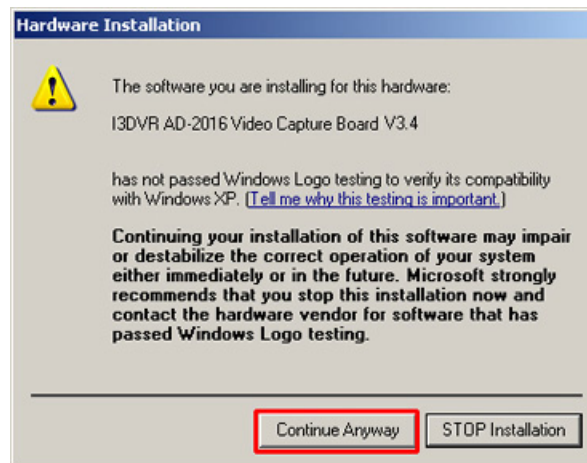 Hardware Installation
The software you are installing for this hardware:
I3DVR AD-2016 Video Capture Board V3.4
has not passed Windows Logo testing to verify its compatibility
with Windows XP. (Tell me why this testing is important.)
Continuing your installation of this software may impair
or destabilize the correct operation of your system
either immediately or in the future. Microsoft strongly
recommends that you stop this installation now and
contact the hardware vendor for software that has
passed Windows Logo testing.
Continue Anyway
STOP Installation